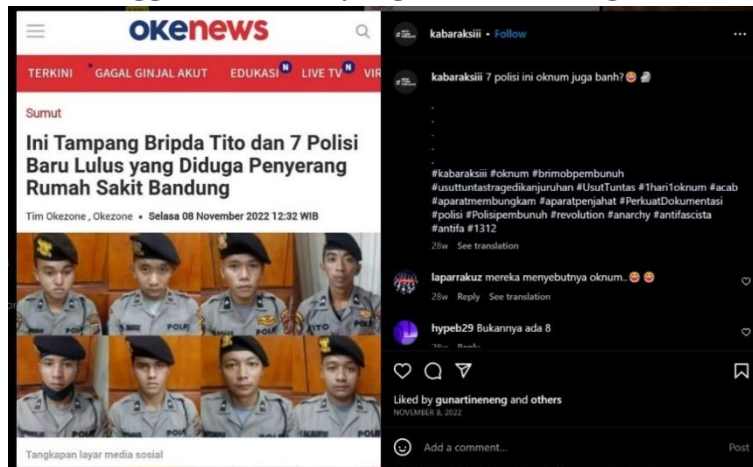 okenews
TERKINI GAGAL GINJAL AKUT EDUKASI N LIVE TV N VIR
Sumut
Ini Tampang Bripda Tito dan 7 Polisi
Baru Lulus yang Diduga Penyerang
Rumah Sakit Bandung
Tim Okezone , Okezone • Selasa 08 November 2022 12:32 WIB
Tangkapan layar media sosial
kabaraksiii • Follow
kabaraksiii 7 polisi ini oknum juga banh?
.
.
.
.
.
#kabaraksiii #oknum #brimobpembunuh
#usuttuntastragedikanjuruhan #UsutTuntas #1hari1oknum #acab
#aparatmembungkam #aparatpenjahat #PerkuatDokumentasi
#polisi #Polisipembunuh #revolution #anarchy #antifascista
#antifa #1312
28w See translation
laparrakuz mereka menyebutnya oknum..
28w Reply See translation
hypeb29 Bukannya ada 8
28w Reply
Liked by gunartineneng and others
NOVEMBER 8, 2022
Add a comment...
Post